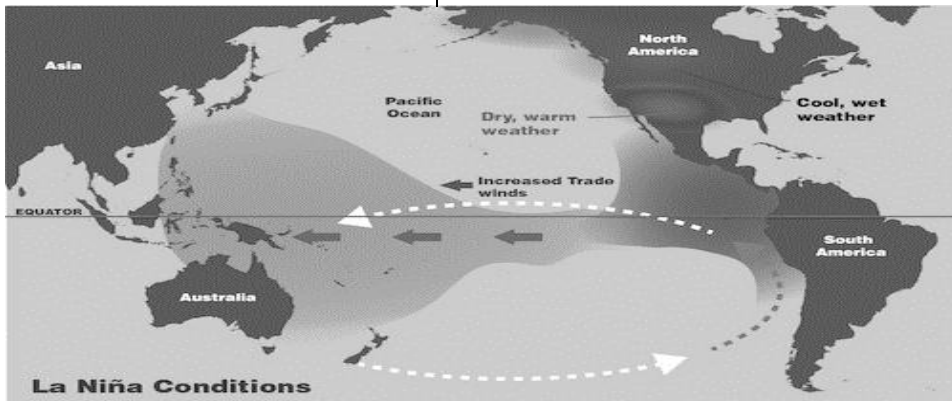 North
America
Asia
Pacific
Ocean
Cool, wet
weather
Dry, warm
weather
Increased Trade
winds
EQUATOR
South
America
Australia
La Niña Conditions